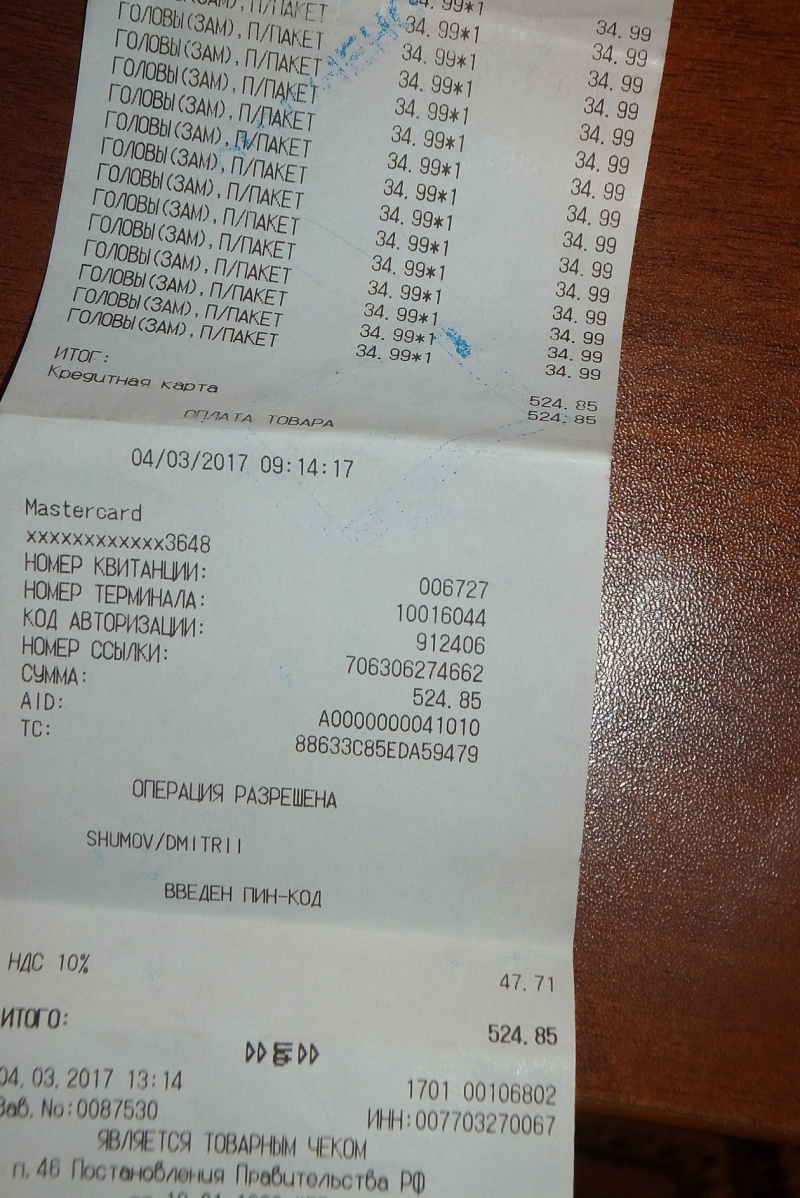 34.99*1 34.99
(ЗАМ), П/ПАКЕТ 34.99*1 34.99
ГОЛОВЫ(ЗАМ), П/ПАКЕТ 34.99*1 34.99
ГОЛОВЫ(ЗАМ), П/ПАКЕТ 34.99*1 34.99
ГОЛОВЫ(ЗАМ), П/ПАКЕТ 34.99*1 34.99
ГОЛОВЫ(ЗАМ), П/ПАКЕТ 34.99*1 34.99
ГОЛОВЫ(ЗАМ), П/ПАКЕТ 34.99*1 34.99
ГОЛОВЫ(ЗАМ), П/ПАКЕТ 34.99*1 34.99
ГОЛОВЫ(ЗАМ), П/ПАКЕТ 34.99*1 34.99
ГОЛОВЫ(ЗАМ), П/ПАКЕТ 34.99*1 34.99
ГОЛОВЫ(ЗАМ), П/ПАКЕТ 34.99*1 34.99
ГОЛОВЫ(ЗАМ), П/ПАКЕТ 34.99*1 34.99
ГОЛОВЫ(ЗАМ), П/ПАКЕТ 34.99*1 34.99
ГОЛОВЫ(ЗАМ), П/ПАКЕТ 34.99*1 34.99
ГОЛОВЫ(ЗАМ), П/ПАКЕТ 34.99*1 34.99
ИТОГ: 524.85
Кредитная карта 524.85
ОПЛАТА ТОВАРА
04/03/2017 09:14:17
Mastercard
xxxxxxxxxxxx3648
НОМЕР КВИТАНЦИИ: 006727
НОМЕР ТЕРМИНАЛА: 10016044
КОД АВТОРИЗАЦИИ: 912406
НОМЕР ССЫЛКИ: 706306274662
СУММА: 524.85
AID: A0000000041010
TC: 88633C85EDA59479
ОПЕРАЦИЯ РАЗРЕШЕНА
SHUMOV/DMITRII
ВВЕДЕН ПИН-КОД
НДС 10% 47.71
ИТОГО: 524.85
04.03.2017 13:14 1701 00106802
Зав. No:0087530 ИНН:007703270067
ЯВЛЯЕТСЯ ТОВАРНЫМ ЧЕКОМ
п.46 Постановления Правительства РФ